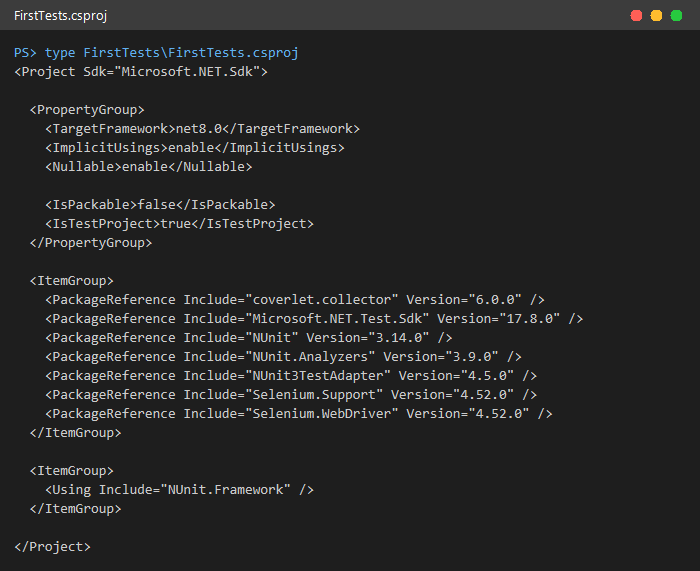 FirstTests.csproj
PS> type FirstTests\FirstTests.csproj
<Project Sdk="Microsoft.NET.Sdk">
  <PropertyGroup>
    <TargetFramework>net8.0</TargetFramework>
    <ImplicitUsings>enable</ImplicitUsings>
    <Nullable>enable</Nullable>
    <IsPackable>false</IsPackable>
    <IsTestProject>true</IsTestProject>
  </PropertyGroup>
  <ItemGroup>
    <PackageReference Include="coverlet.collector" Version="6.0.0" />
    <PackageReference Include="Microsoft.NET.Test.Sdk" Version="17.8.0" />
    <PackageReference Include="NUnit" Version="3.14.0" />
    <PackageReference Include="NUnit.Analyzers" Version="3.9.0" />
    <PackageReference Include="NUnit3TestAdapter" Version="4.5.0" />
    <PackageReference Include="Selenium.Support" Version="4.52.0" />
    <PackageReference Include="Selenium.WebDriver" Version="4.52.0" />
  </ItemGroup>
  <ItemGroup>
    <Using Include="NUnit.Framework" />
  </ItemGroup>
</Project>